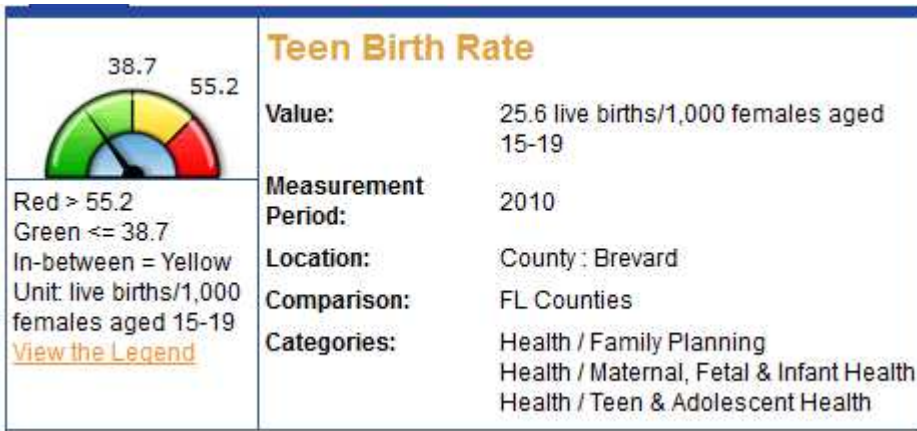 38.7
55.2
Red > 55.2
Green <= 38.7
In-between = Yellow
Unit: live births/1,000
females aged 15-19
View the Legend
Teen Birth Rate
Value: 25.6 live births/1,000 females aged
15-19
Measurement
Period: 2010
Location: County : Brevard
Comparison: FL Counties
Categories: Health / Family Planning
Health / Maternal, Fetal & Infant Health
Health / Teen & Adolescent Health